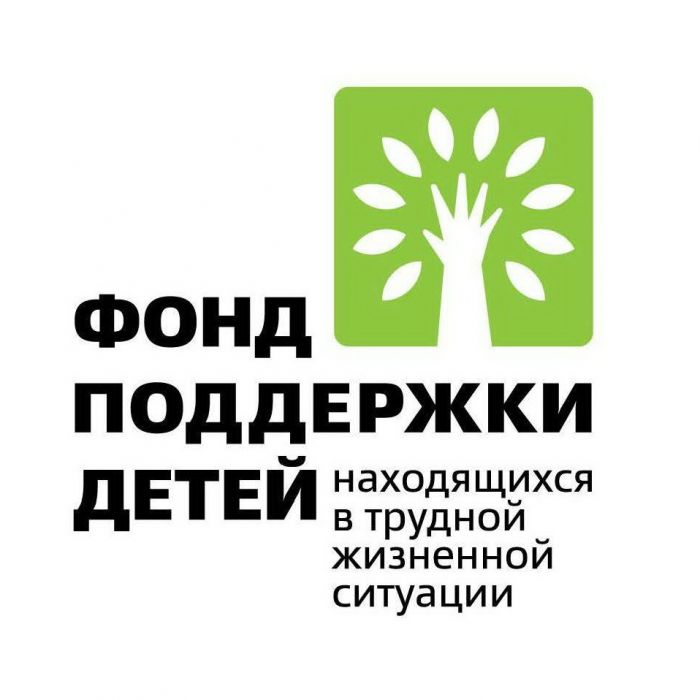 ФОНД
ПОДДЕРЖКИ
ДЕТЕЙ
находящихся
в трудной
жизненной
ситуации